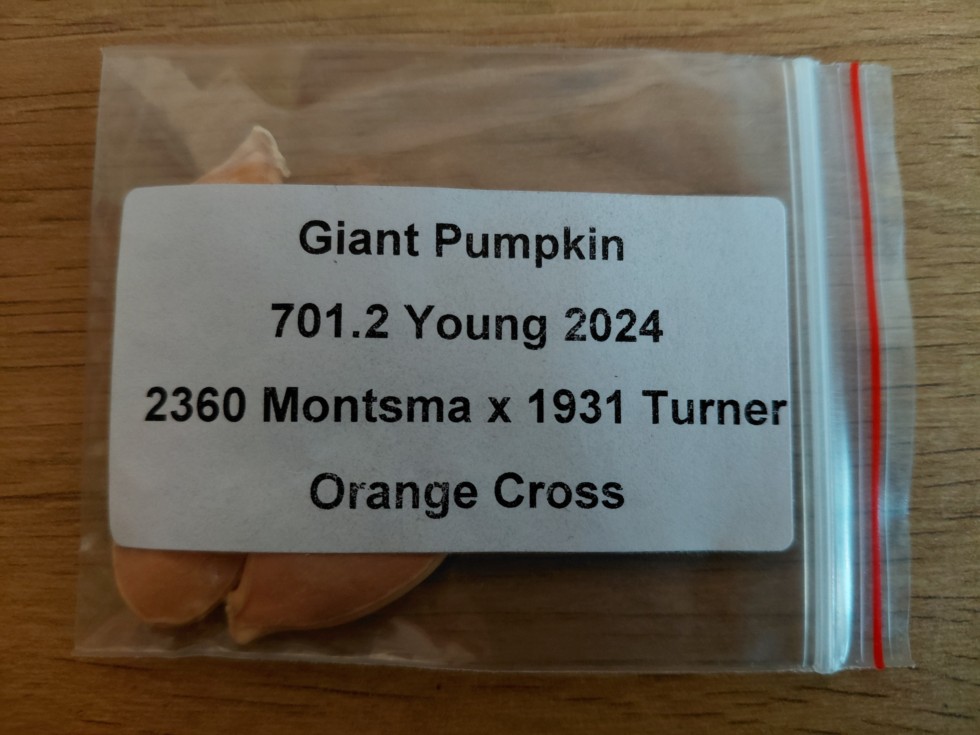 Giant Pumpkin
701.2 Young 2024
2360 Montsma x 1931 Turner
Orange Cross